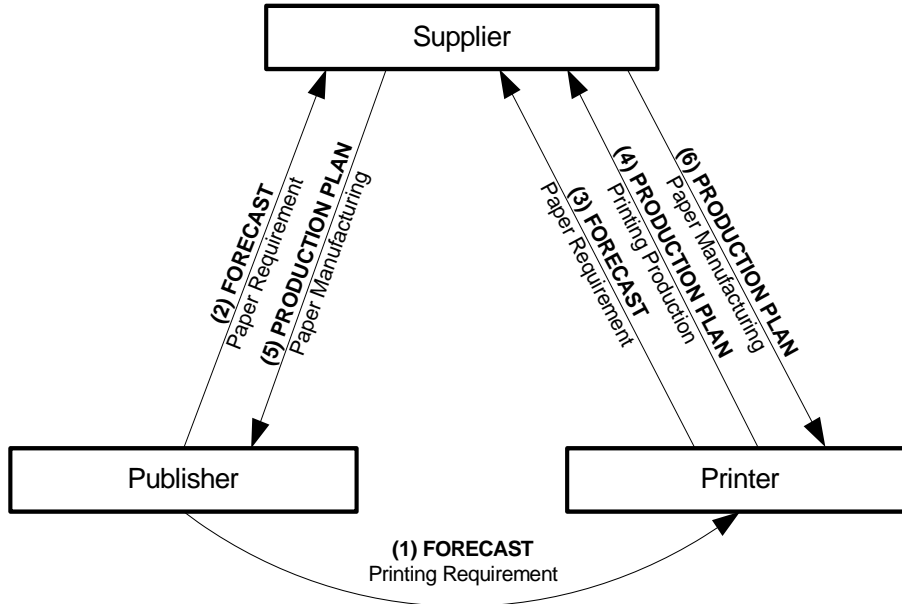 Supplier
(2) FORECAST
Paper Requirement
(5) PRODUCTION PLAN
Paper Manufacturing
(3) FORECAST
Paper Requirement
(4) PRODUCTION PLAN
Printing Production
(6) PRODUCTION PLAN
Paper Manufacturing
Publisher
Printer
(1) FORECAST
Printing Requirement